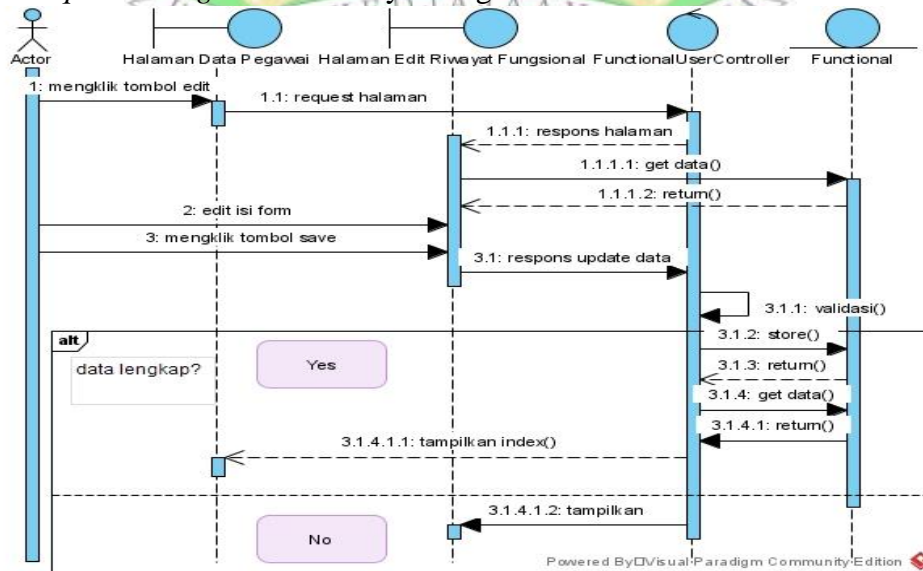 Actor
Halaman Data Pegawai
Halaman Edit Riwayat Fungsional
FunctionalUserController
Functional
1: mengklik tombol edit
1.1: request halaman
1.1.1: respons halaman
1.1.1.1: get data()
1.1.1.2: return()
2: edit isi form
3: mengklik tombol save
3.1: respons update data
3.1.1: validasi()
alt
3.1.2: store()
data lengkap?
Yes
3.1.3: return()
3.1.4: get data()
3.1.4.1: return()
3.1.4.1.1: tampilkan index()
3.1.4.1.2: tampilkan
No
Powered By Visual Paradigm Community Edition